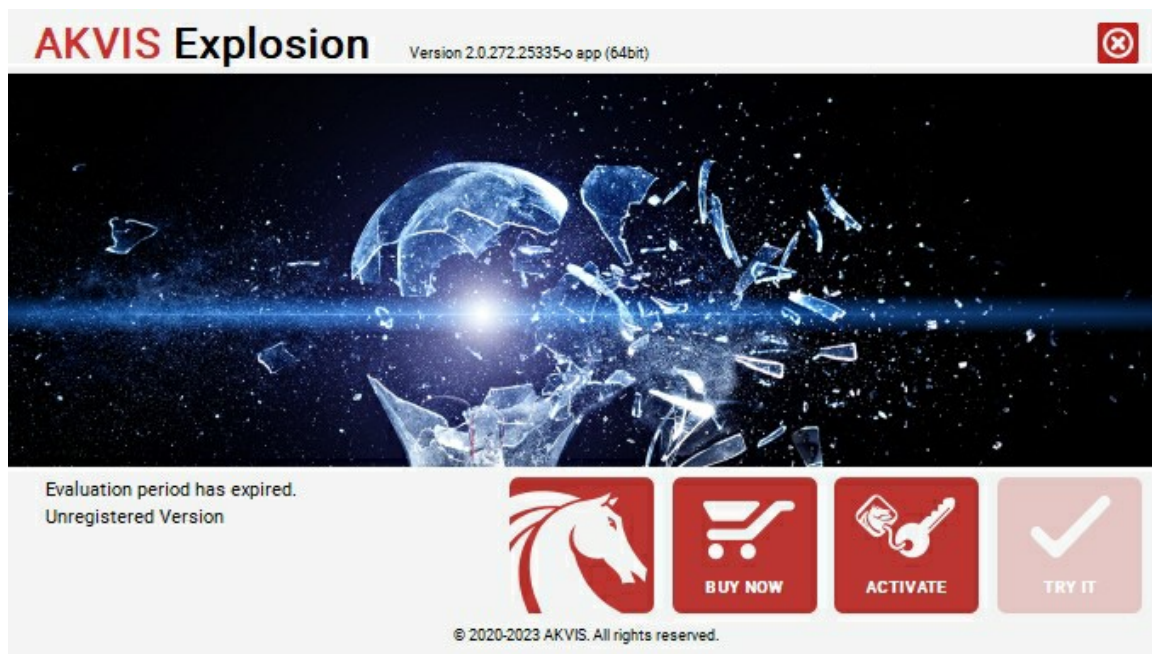 AKVIS Explosion Version 2.0.272.25335-o app (64bit)
Evaluation period has expired.
Unregistered Version
BUY NOW
ACTIVATE
TRY IT
© 2020-2023 AKVIS. All rights reserved.